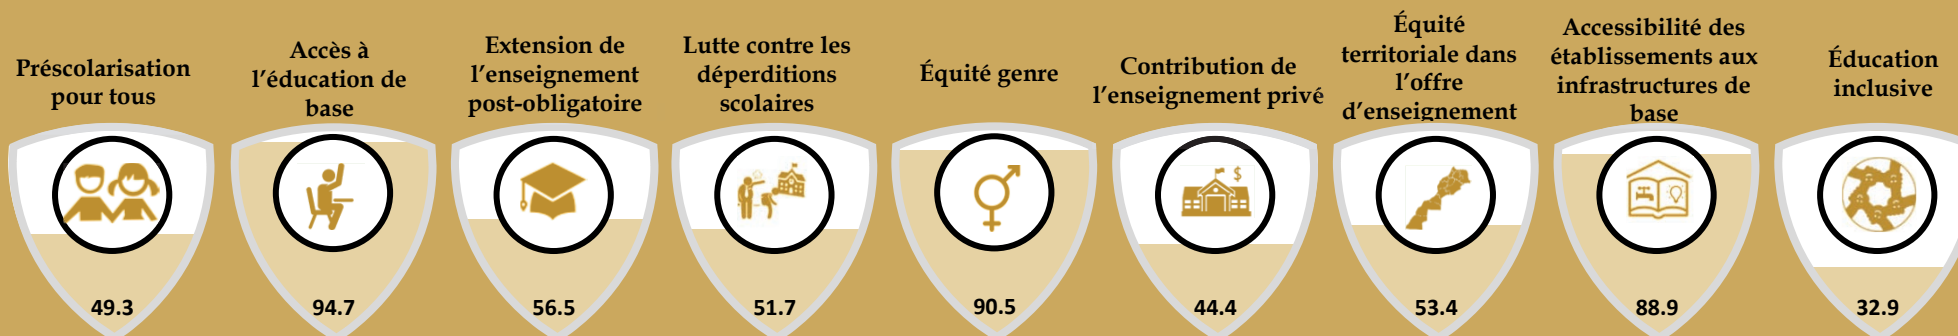 Préscolarisation
pour tous
49.3
Accès à
l’éducation de
base
94.7
Extension de
l’enseignement
post-obligatoire
56.5
Lutte contre les
déperditions
scolaires
51.7
Équité genre
90.5
Contribution de
l’enseignement privé
$
44.4
Équité
territoriale dans
l’offre
d’enseignement
53.4
Accessibilité des
établissements aux
infrastructures de
base
88.9
Éducation
inclusive
32.9